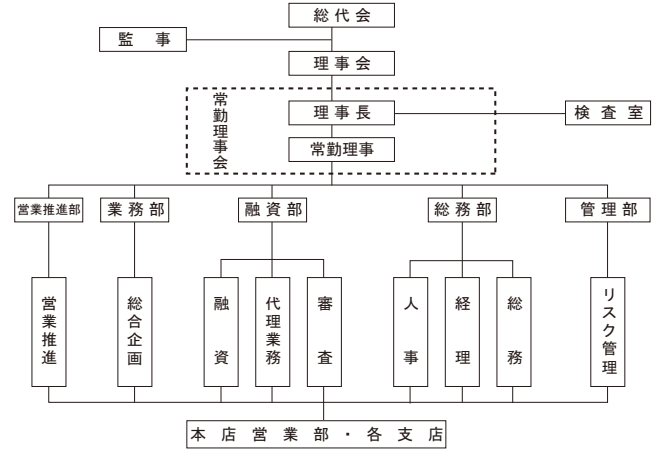 総代会
監事
理事会
常勤理事会
理事長
検査室
常勤理事
営業推進部
業務部
融資部
総務部
管理部
営業推進
総合企画
融資
代理業務
審査
人事
経理
総務
リスク管理
本店営業部・各支店